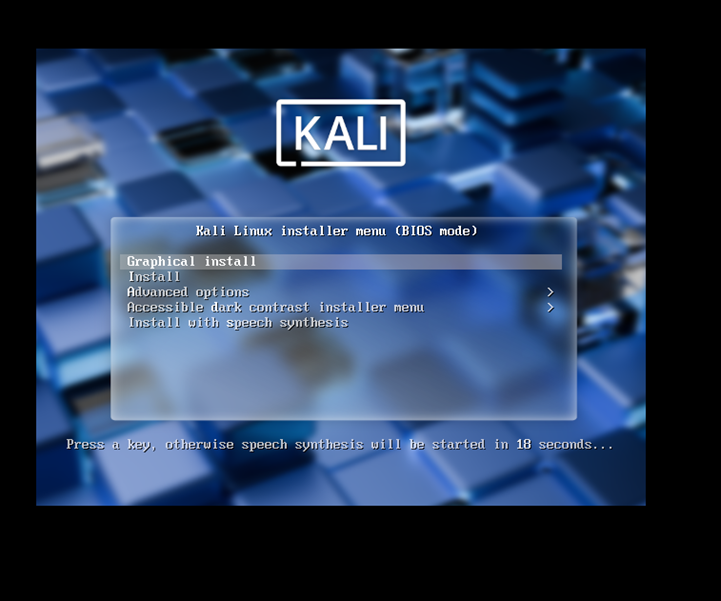 KALI
Kali Linux installer menu (BIOS mode)
Graphical install
Install
Advanced options >
Accessible dark contrast installer menu >
Install with speech synthesis
Press a key, otherwise speech synthesis will be started in 18 seconds...